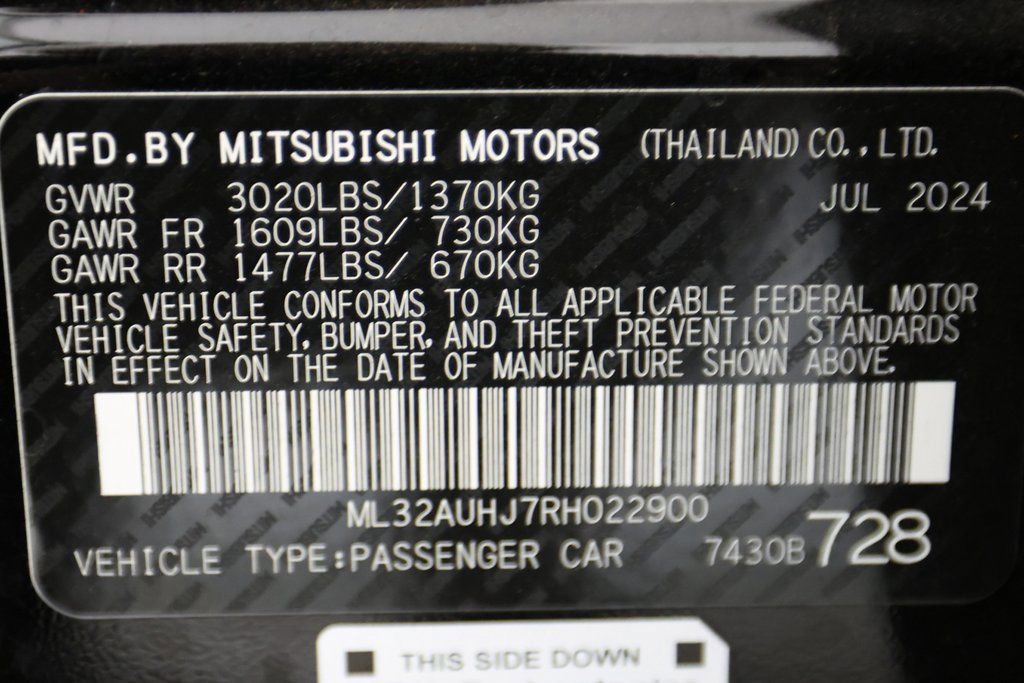 MFD.BY MITSUBISHI MOTORS (THAILAND) CO., LTD.
GVWR 3020LBS/1370KG JUL 2024
GAWR FR 1609LBS/ 730KG
GAWR RR 1477LBS/ 670KG
THIS VEHICLE CONFORMS TO ALL APPLICABLE FEDERAL MOTOR
VEHICLE SAFETY, BUMPER, AND THEFT PREVENTION STANDARDS
IN EFFECT ON THE DATE OF MANUFACTURE SHOWN ABOVE.
ML32AUHJ7RH022900
VEHICLE TYPE:PASSENGER CAR 7430B 728
THIS SIDE DOWN